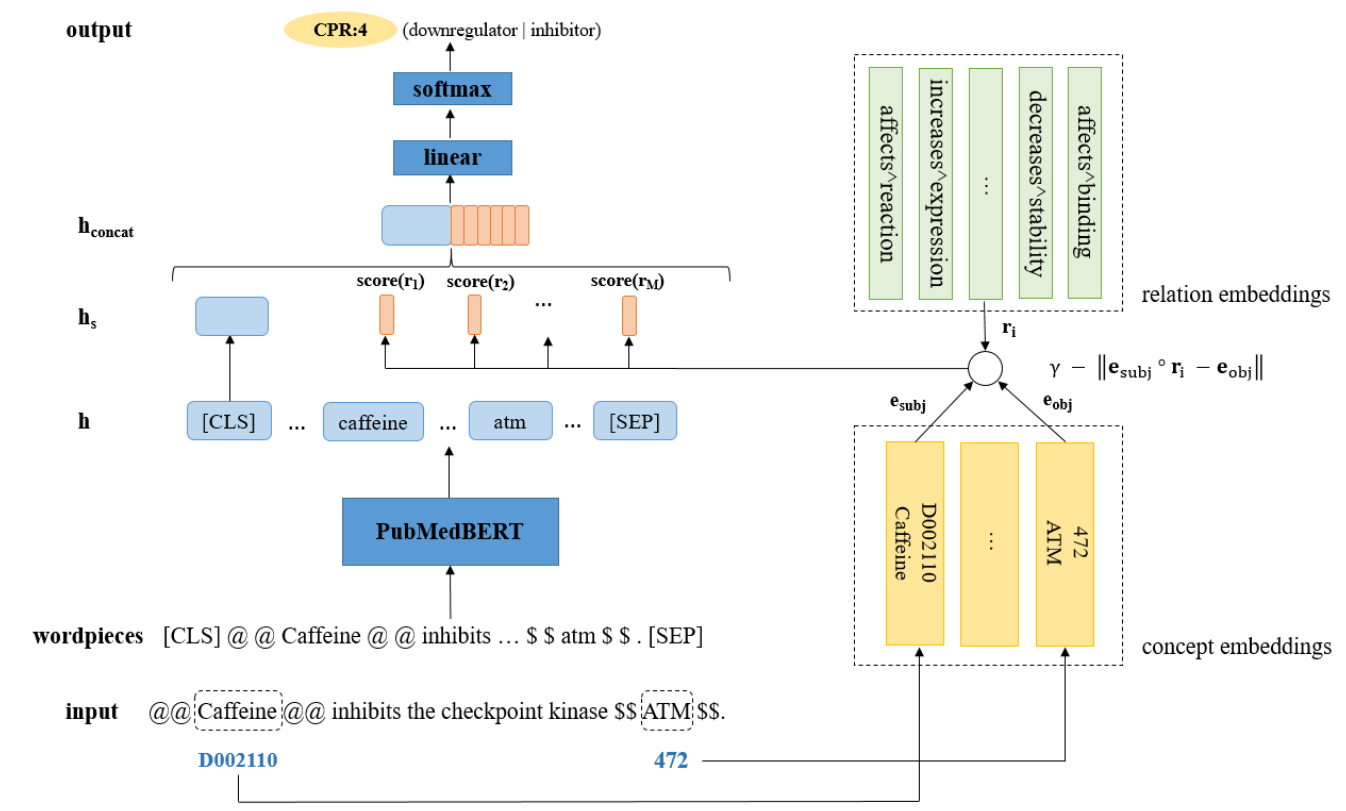 output
CPR:4
(downregulator | inhibitor)
softmax
linear
h_concat
score(r_1)
score(r_2)
...
score(r_M)
h_s
h
[CLS]
...
caffeine
...
atm
...
[SEP]
PubMedBERT
wordpieces
[CLS] @ @ Caffeine @ @ inhibits … $ $ atm $ $ . [SEP]
input
@@ Caffeine @@ inhibits the checkpoint kinase $$ ATM $$.
D002110
472
affects^reaction
increases^expression
...
decreases^stability
affects^binding
relation embeddings
r_i
γ − ‖e_subj ∘ r_i − e_obj‖
e_subj
e_obj
D002110
Caffeine
...
472
ATM
concept embeddings